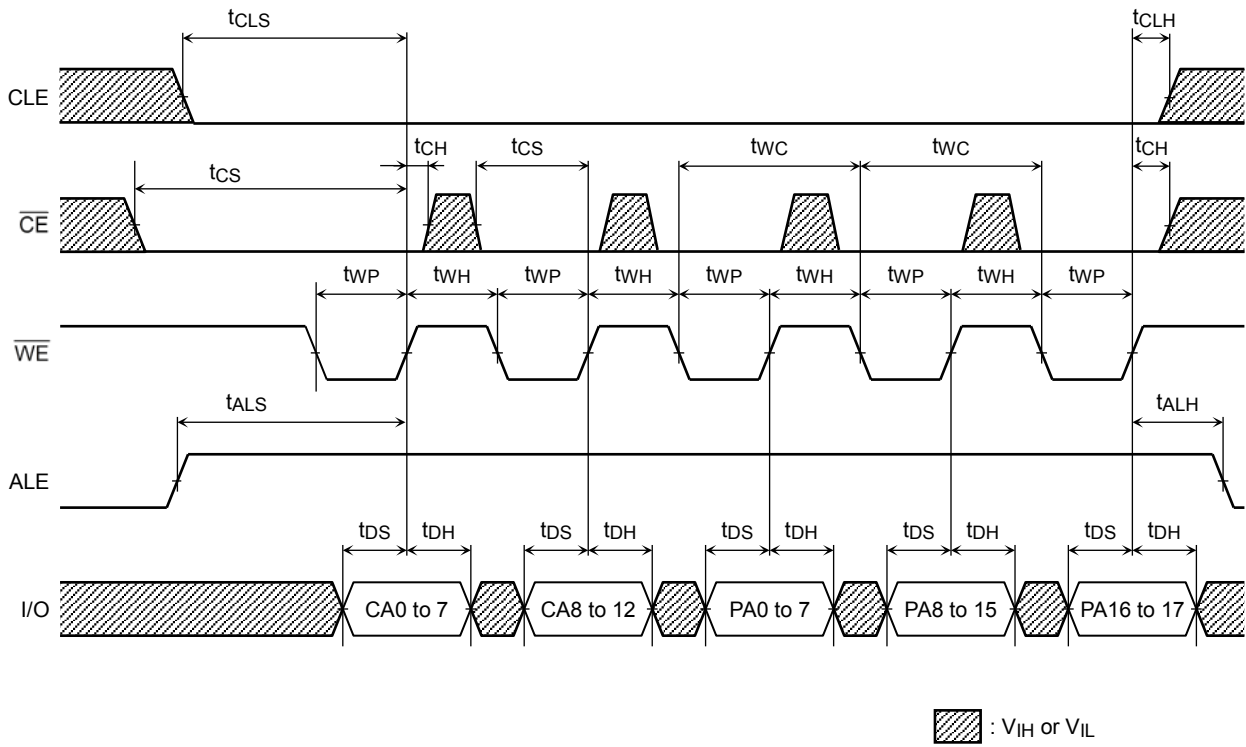 tCLS tCLH
CLE
tCH tCS tWC tWC tCH
tCS
CE
tWP tWH tWP tWH tWP tWH tWP tWH tWP
WE
tALS tALH
ALE
tDS tDH tDS tDH tDS tDH tDS tDH tDS tDH
I/O CA0 to 7 CA8 to 12 PA0 to 7 PA8 to 15 PA16 to 17
: VIH or VIL